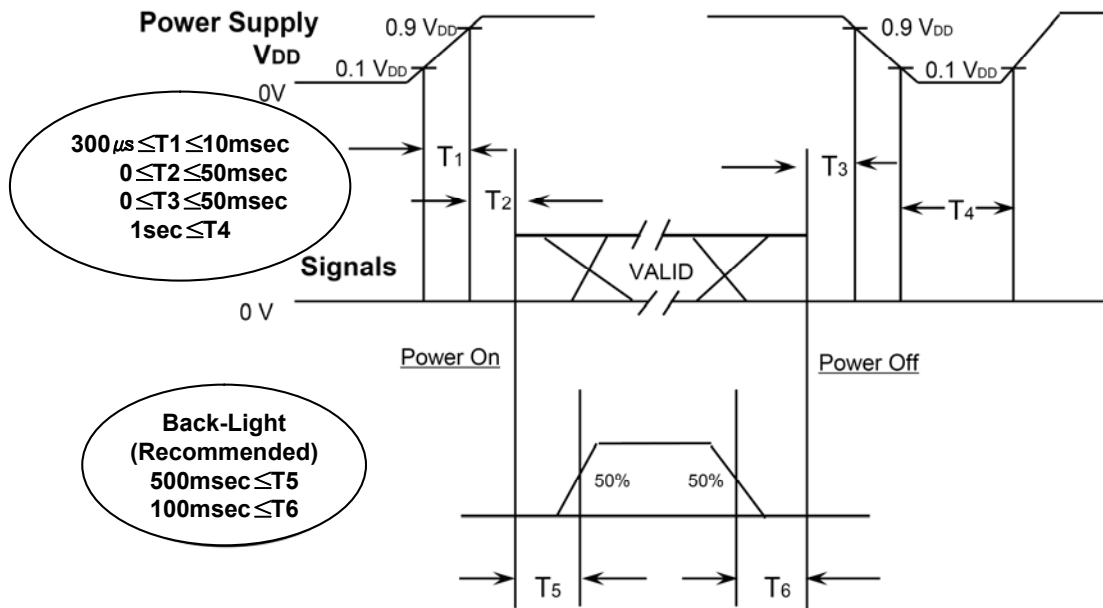 Power Supply
VDD
0.9 VDD
0.1 VDD
0V
0.9 VDD
0.1 VDD
300μs ≤T1 ≤10msec
0 ≤T2 ≤50msec
0 ≤T3 ≤50msec
1sec ≤T4
T1
T2
T3
T4
Signals
VALID
0 V
Power On
Power Off
Back-Light
(Recommended)
500msec ≤T5
100msec ≤T6
50%
50%
T5
T6